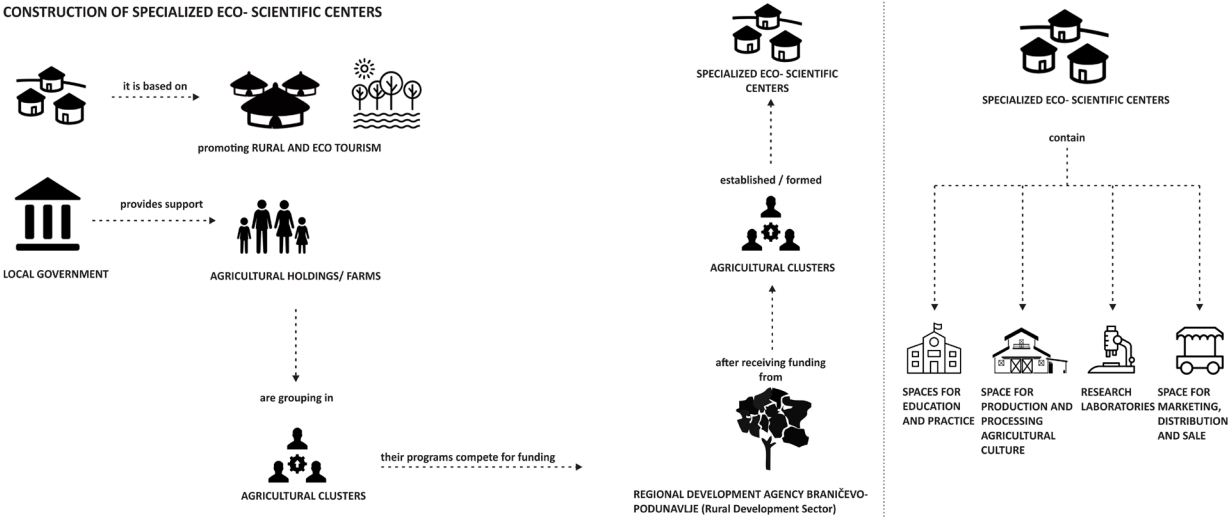 CONSTRUCTION OF SPECIALIZED ECO- SCIENTIFIC CENTERS
it is based on
promoting RURAL AND ECO TOURISM
provides support
LOCAL GOVERNMENT
AGRICULTURAL HOLDINGS/ FARMS
are grouping in
AGRICULTURAL CLUSTERS
their programs compete for funding
REGIONAL DEVELOPMENT AGENCY BRANIČEVO-
PODUNAVLJE (Rural Development Sector)
after receiving funding
from
AGRICULTURAL CLUSTERS
established / formed
SPECIALIZED ECO- SCIENTIFIC
CENTERS
SPECIALIZED ECO- SCIENTIFIC CENTERS
contain
SPACES FOR
EDUCATION
AND PRACTICE
SPACE FOR
PRODUCTION AND
PROCESSING
AGRICULTURAL
CULTURE
RESEARCH
LABORATORIES
SPACE FOR
MARKETING,
DISTRIBUTION
AND SALE